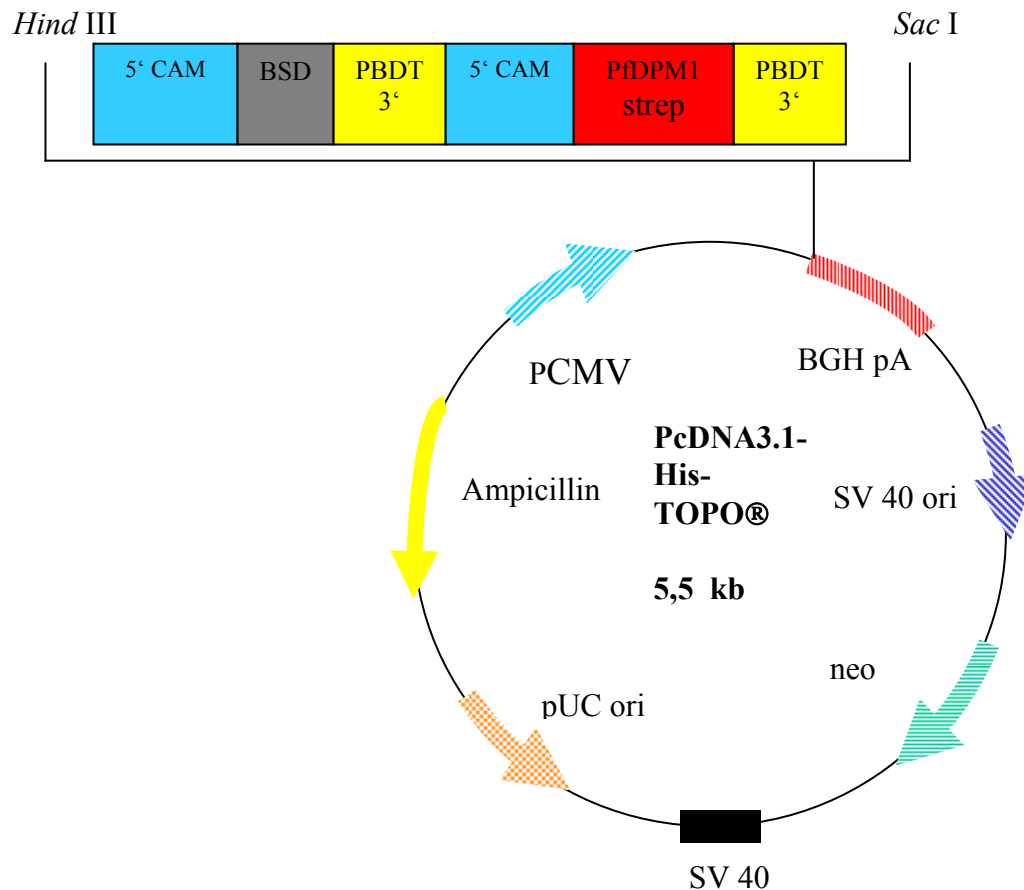 Hind III
Sac I
5‘ CAM
BSD
PBDT
3‘
5‘ CAM
PfDPM1
strep
PBDT
3‘
PCMV
BGH pA
Ampicillin
PcDNA3.1-
His-
TOPO®
5,5 kb
SV 40 ori
neo
pUC ori
SV 40